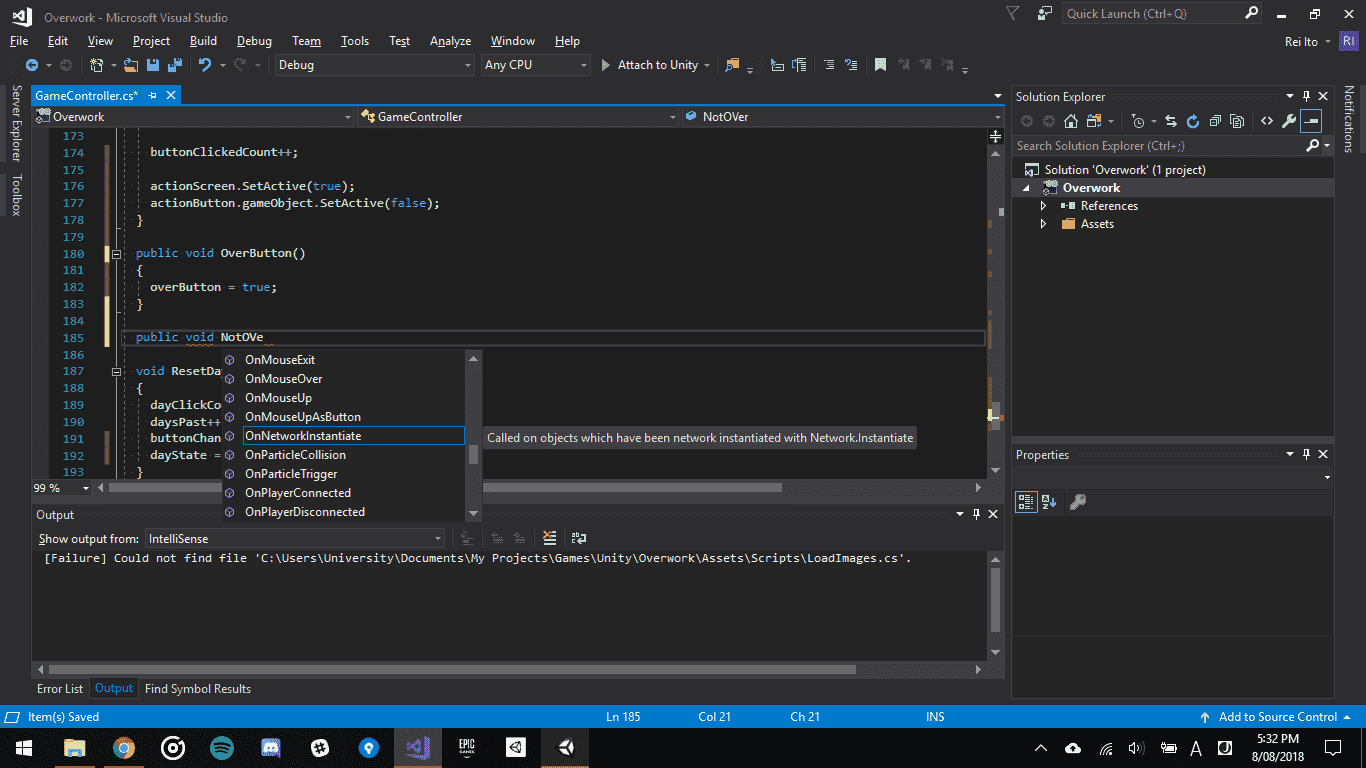 Overwork - Microsoft Visual Studio
Quick Launch (Ctrl+Q)
File Edit View Project Build Debug Team Tools Test Analyze Window Help
Rei Ito RI
Debug Any CPU Attach to Unity
Server Explorer
Toolbox
GameController.cs*
Overwork GameController NotOVer
173
174 buttonClickedCount++;
175
176 actionScreen.SetActive(true);
177 actionButton.gameObject.SetActive(false);
178 }
179
180 public void OverButton()
181 {
182 overButton = true;
183 }
184
185 public void NotOVe
186
187 void ResetDay
188 {
189 dayClickCo
190 daysPast++
191 buttonChan
192 dayState =
193 }
OnMouseExit
OnMouseOver
OnMouseUp
OnMouseUpAsButton
OnNetworkInstantiate
OnParticleCollision
OnParticleTrigger
OnPlayerConnected
OnPlayerDisconnected
Called on objects which have been network instantiated with Network.Instantiate
99 %
Output
Show output from: IntelliSense
[Failure] Could not find file 'C:\Users\University\Documents\My Projects\Games\Unity\Overwork\Assets\Scripts\LoadImages.cs'.
Error List Output Find Symbol Results
Solution Explorer
Search Solution Explorer (Ctrl+;)
Solution 'Overwork' (1 project)
Overwork
References
Assets
Properties
Notifications
Item(s) Saved Ln 185 Col 21 Ch 21 INS Add to Source Control
EPIC GAMES
A J
5:32 PM
8/08/2018